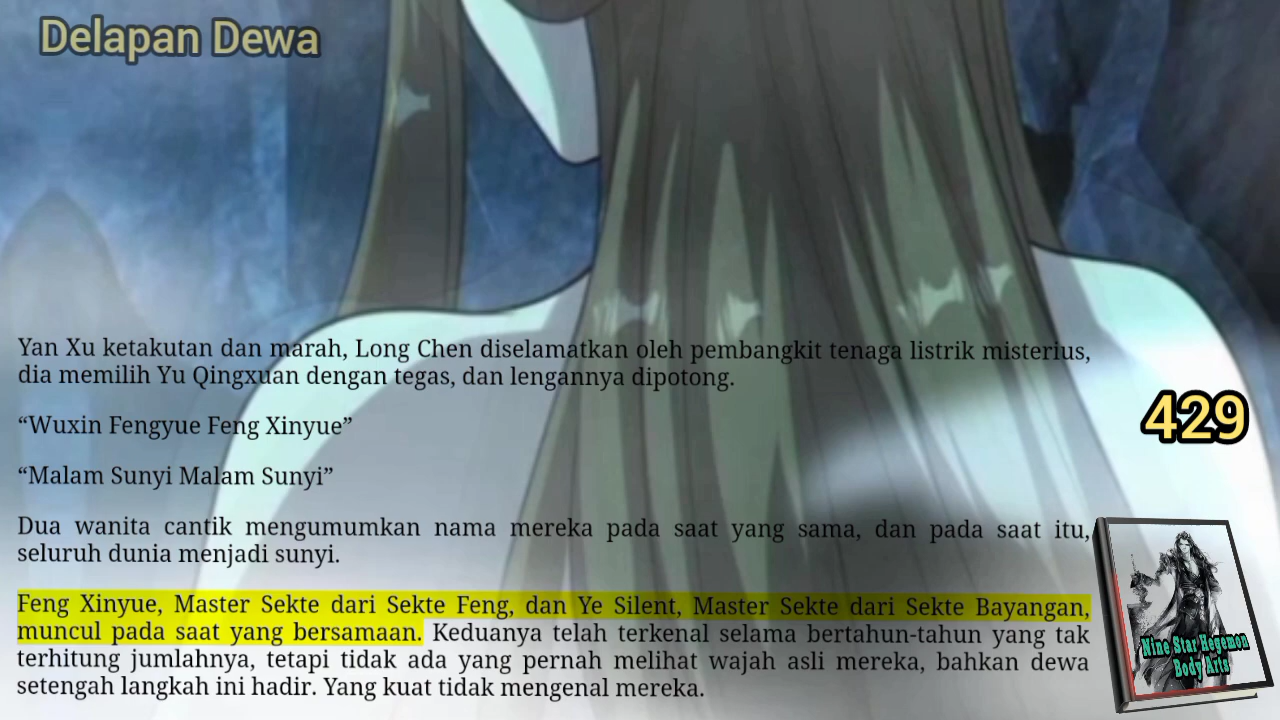 Delapan Dewa
Yan Xu ketakutan dan marah, Long Chen diselamatkan oleh pembangkit tenaga listrik misterius,
dia memilih Yu Qingxuan dengan tegas, dan lengannya dipotong.
“Wuxin Fengyue Feng Xinyue”
429
“Malam Sunyi Malam Sunyi”
Dua wanita cantik mengumumkan nama mereka pada saat yang sama, dan pada saat itu,
seluruh dunia menjadi sunyi.
Feng Xinyue, Master Sekte dari Sekte Feng, dan Ye Silent, Master Sekte dari Sekte Bayangan,
muncul pada saat yang bersamaan. Keduanya telah terkenal selama bertahun-tahun yang tak
terhitung jumlahnya, tetapi tidak ada yang pernah melihat wajah asli mereka, bahkan dewa
setengah langkah ini hadir. Yang kuat tidak mengenal mereka.
Nine Star Hegemon
Body Arts